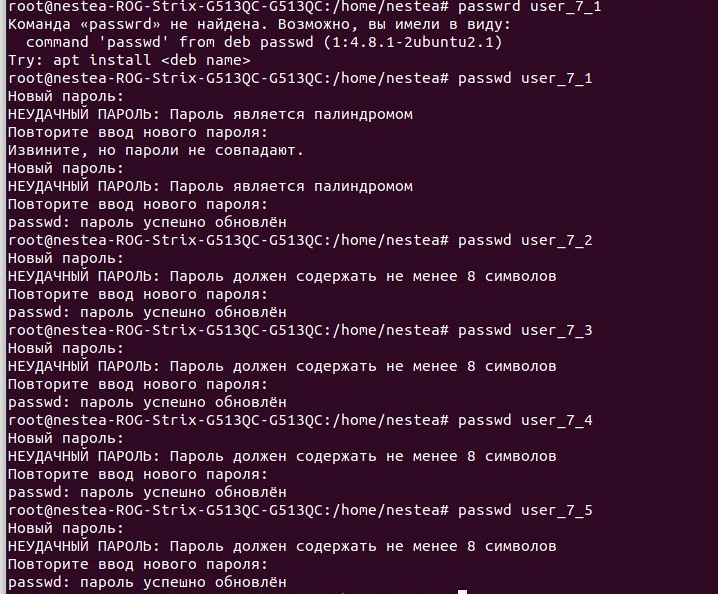 root@nestea-ROG-Strix-G513QC-G513QC:/home/nestea# passwrd user_7_1
Команда «passwrd» не найдена. Возможно, вы имели в виду:
  command 'passwd' from deb passwd (1:4.8.1-2ubuntu2.1)
Try: apt install <deb name>
root@nestea-ROG-Strix-G513QC-G513QC:/home/nestea# passwd user_7_1
Новый пароль:
НЕУДАЧНЫЙ ПАРОЛЬ: Пароль является палиндромом
Повторите ввод нового пароля:
Извините, но пароли не совпадают.
Новый пароль:
НЕУДАЧНЫЙ ПАРОЛЬ: Пароль является палиндромом
Повторите ввод нового пароля:
passwd: пароль успешно обновлён
root@nestea-ROG-Strix-G513QC-G513QC:/home/nestea# passwd user_7_2
Новый пароль:
НЕУДАЧНЫЙ ПАРОЛЬ: Пароль должен содержать не менее 8 символов
Повторите ввод нового пароля:
passwd: пароль успешно обновлён
root@nestea-ROG-Strix-G513QC-G513QC:/home/nestea# passwd user_7_3
Новый пароль:
НЕУДАЧНЫЙ ПАРОЛЬ: Пароль должен содержать не менее 8 символов
Повторите ввод нового пароля:
passwd: пароль успешно обновлён
root@nestea-ROG-Strix-G513QC-G513QC:/home/nestea# passwd user_7_4
Новый пароль:
НЕУДАЧНЫЙ ПАРОЛЬ: Пароль должен содержать не менее 8 символов
Повторите ввод нового пароля:
passwd: пароль успешно обновлён
root@nestea-ROG-Strix-G513QC-G513QC:/home/nestea# passwd user_7_5
Новый пароль:
НЕУДАЧНЫЙ ПАРОЛЬ: Пароль должен содержать не менее 8 символов
Повторите ввод нового пароля:
passwd: пароль успешно обновлён